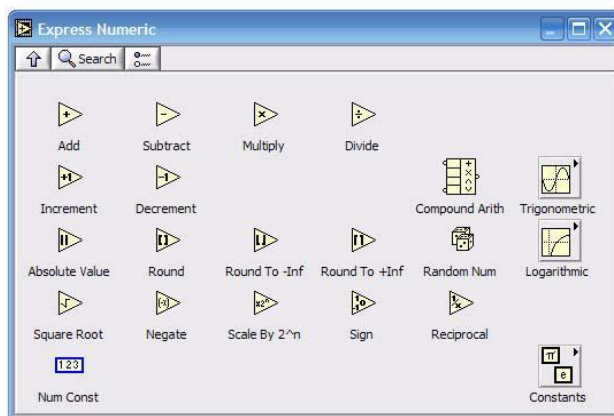 Express Numeric
Search
Add Subtract Multiply Divide
Increment Decrement Compound Arith Trigonometric
Absolute Value Round Round To -Inf Round To +Inf Random Num Logarithmic
Square Root Negate Scale By 2^n Sign Reciprocal
123
Num Const Constants